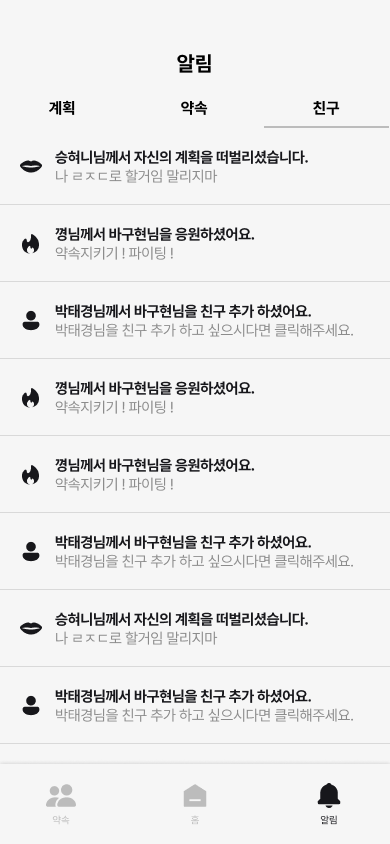 알림
계획 약속 친구
승혀니님께서 자신의 계획을 떠벌리셨습니다.
나 ㄹㅈㄷ로 할거임 말리지마
꼉님께서 바구현님을 응원하셨어요.
약속지키기 ! 파이팅 !
박태경님께서 바구현님을 친구 추가 하셨어요.
박태경님을 친구 추가 하고 싶으시다면 클릭해주세요.
꼉님께서 바구현님을 응원하셨어요.
약속지키기 ! 파이팅 !
꼉님께서 바구현님을 응원하셨어요.
약속지키기 ! 파이팅 !
박태경님께서 바구현님을 친구 추가 하셨어요.
박태경님을 친구 추가 하고 싶으시다면 클릭해주세요.
승혀니님께서 자신의 계획을 떠벌리셨습니다.
나 ㄹㅈㄷ로 할거임 말리지마
박태경님께서 바구현님을 친구 추가 하셨어요.
박태경님을 친구 추가 하고 싶으시다면 클릭해주세요.
약속 홈 알림